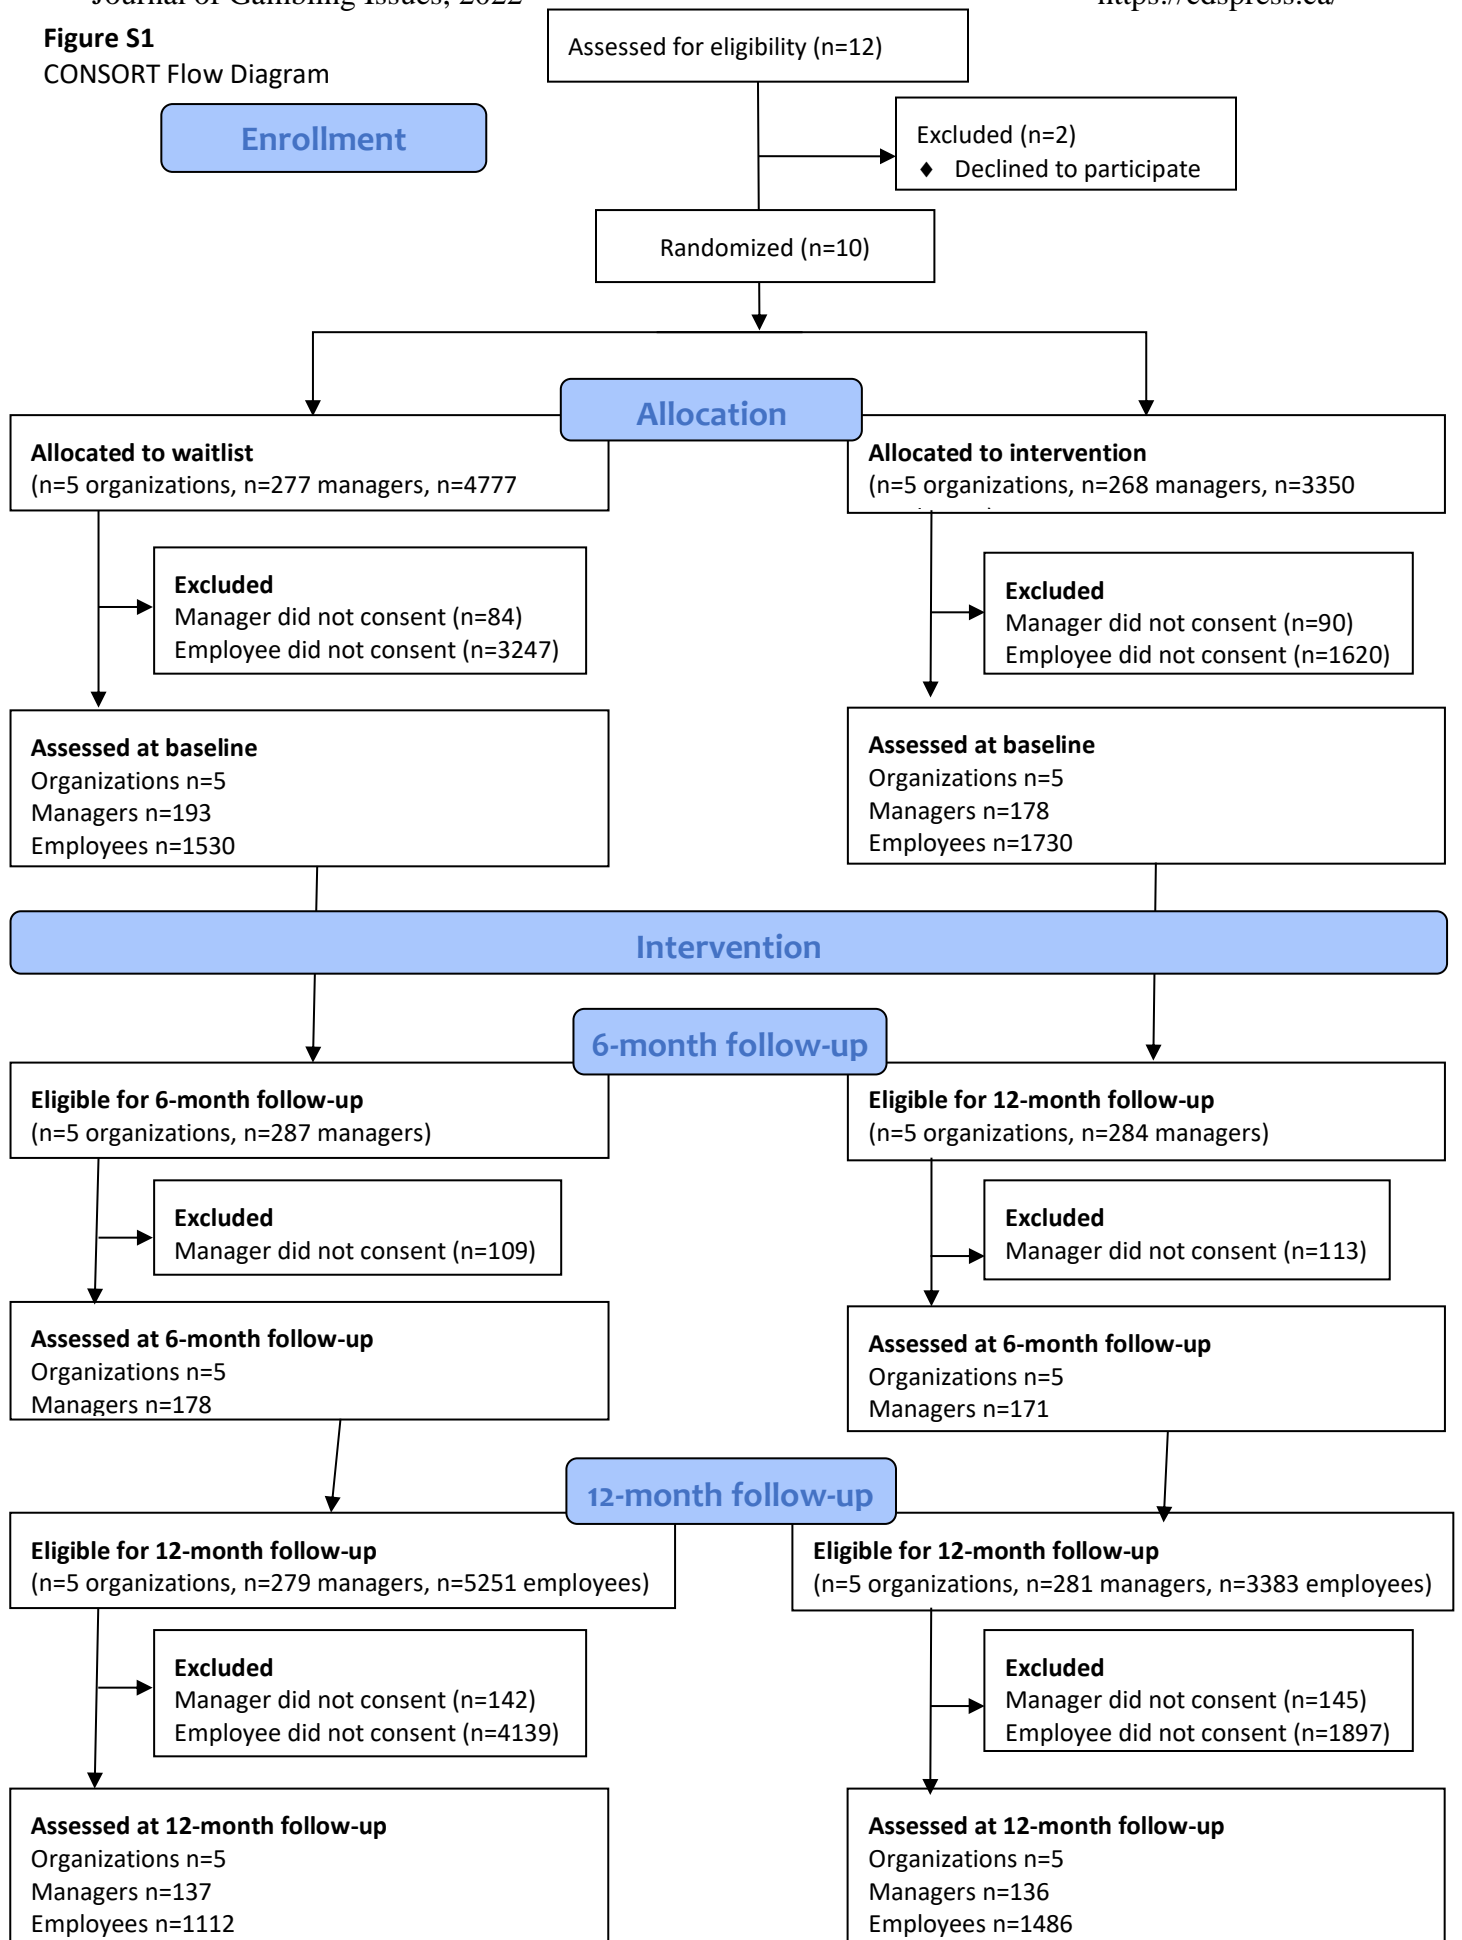 Journal of Gambling Issues, 2022
https://cdspress.ca/
Figure S1
CONSORT Flow Diagram
Assessed for eligibility (n=12)
Enrollment
Excluded (n=2)
♦ Declined to participate
Randomized (n=10)
Allocation
Allocated to waitlist
(n=5 organizations, n=277 managers, n=4777
Allocated to intervention
(n=5 organizations, n=268 managers, n=3350
Excluded
Manager did not consent (n=84)
Employee did not consent (n=3247)
Excluded
Manager did not consent (n=90)
Employee did not consent (n=1620)
Assessed at baseline
Organizations n=5
Managers n=193
Employees n=1530
Assessed at baseline
Organizations n=5
Managers n=178
Employees n=1730
Intervention
6-month follow-up
Eligible for 6-month follow-up
(n=5 organizations, n=287 managers)
Eligible for 12-month follow-up
(n=5 organizations, n=284 managers)
Excluded
Manager did not consent (n=109)
Excluded
Manager did not consent (n=113)
Assessed at 6-month follow-up
Organizations n=5
Managers n=178
Assessed at 6-month follow-up
Organizations n=5
Managers n=171
12-month follow-up
Eligible for 12-month follow-up
(n=5 organizations, n=279 managers, n=5251 employees)
Eligible for 12-month follow-up
(n=5 organizations, n=281 managers, n=3383 employees)
Excluded
Manager did not consent (n=142)
Employee did not consent (n=4139)
Excluded
Manager did not consent (n=145)
Employee did not consent (n=1897)
Assessed at 12-month follow-up
Organizations n=5
Managers n=137
Employees n=1112
Assessed at 12-month follow-up
Organizations n=5
Managers n=136
Employees n=1486